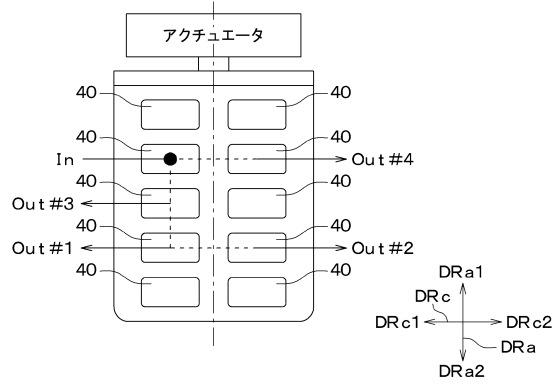 アクチュエータ
40 40
40 40
In Out#4
40 40
Out#3
40 40
Out#1 Out#2
40 40
DRa1
DRc
DRc1 DRc2
DRa
DRa2